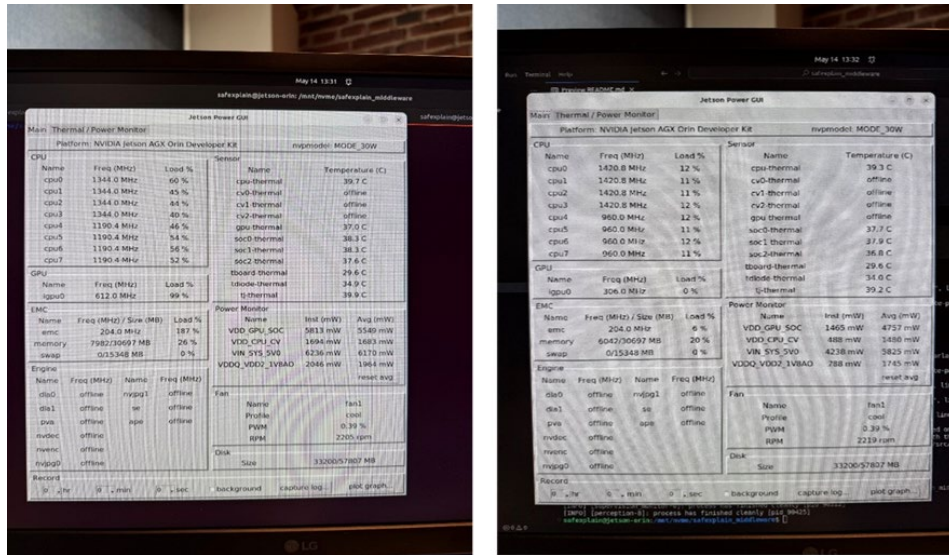 May 14 13:31
safexplain@jetson-orin: /mnt/nvme/safexplain_middleware
Jetson Power GUI
Main Thermal / Power Monitor
Platform: NVIDIA Jetson AGX Orin Developer Kit nvpmodel: MODE_30W
CPU
Name Freq (MHz) Load %
cpu0 1344.0 MHz 60 %
cpu1 1344.0 MHz 45 %
cpu2 1344.0 MHz 44 %
cpu3 1344.0 MHz 40 %
cpu4 1190.4 MHz 46 %
cpu5 1190.4 MHz 54 %
cpu6 1190.4 MHz 56 %
cpu7 1190.4 MHz 52 %
GPU
Name Freq (MHz) Load %
igpu0 612.0 MHz 99 %
EMC
Name Freq (MHz) / Size (MB) Load %
emc 204.0 MHz 187 %
memory 7982/30697 MB 26 %
swap 0/15348 MB 0 %
Engine
Name Freq (MHz) Name Freq (MHz)
dla0 offline nvjpg1 offline
dla1 offline se offline
pva offline ape offline
nvdec offline
nvenc offline
nvjpg0 offline
Sensor
Name Temperature (C)
cpu-thermal 39.7 C
cv0-thermal offline
cv1-thermal offline
cv2-thermal offline
gpu-thermal 37.0 C
soc0-thermal 38.3 C
soc1-thermal 38.3 C
soc2-thermal 37.6 C
tboard-thermal 29.6 C
tdiode-thermal 34.9 C
tj-thermal 39.9 C
Power Monitor
Name Inst (mW) Avg (mW)
VDD_GPU_SOC 5813 mW 5549 mW
VDD_CPU_CV 1694 mW 1683 mW
VIN_SYS_5V0 6236 mW 6170 mW
VDDQ_VDD2_1V8AO 2046 mW 1964 mW
reset avg
Fan
Name fan1
Profile cool
PWM 0.39 %
RPM 2205 rpm
Disk
Size 33200/57807 MB
Record
0 hr 0 min 0 sec background capture log... plot graph...
LG
May 14 13:32
Run Terminal Help
safexplain_middleware
Preview README.md
Jetson Power GUI
Main Thermal / Power Monitor
Platform: NVIDIA Jetson AGX Orin Developer Kit nvpmodel: MODE_30W
CPU
Name Freq (MHz) Load %
cpu0 1420.8 MHz 12 %
cpu1 1420.8 MHz 11 %
cpu2 1420.8 MHz 11 %
cpu3 1420.8 MHz 12 %
cpu4 960.0 MHz 12 %
cpu5 960.0 MHz 11 %
cpu6 960.0 MHz 12 %
cpu7 960.0 MHz 11 %
GPU
Name Freq (MHz) Load %
igpu0 306.0 MHz 0 %
EMC
Name Freq (MHz) / Size (MB) Load %
emc 204.0 MHz 6 %
memory 6042/30697 MB 20 %
swap 0/15348 MB 0 %
Engine
Name Freq (MHz) Name Freq (MHz)
dla0 offline nvjpg1 offline
dla1 offline se offline
pva offline ape offline
nvdec offline
nvenc offline
nvjpg0 offline
Sensor
Name Temperature (C)
cpu-thermal 39.3 C
cv0-thermal offline
cv1-thermal offline
cv2-thermal offline
gpu-thermal offline
soc0-thermal 37.7 C
soc1-thermal 37.9 C
soc2-thermal 36.8 C
tboard-thermal 29.6 C
tdiode-thermal 34.0 C
tj-thermal 39.2 C
Power Monitor
Name Inst (mW) Avg (mW)
VDD_GPU_SOC 1465 mW 4757 mW
VDD_CPU_CV 488 mW 1480 mW
VIN_SYS_5V0 4238 mW 5825 mW
VDDQ_VDD2_1V8AO 788 mW 1745 mW
reset avg
Fan
Name fan1
Profile cool
PWM 0.39 %
RPM 2219 rpm
Disk
Size 33200/57807 MB
Record
0 hr 0 min 0 sec background capture log... plot graph...
[INFO] [perception-8]: process has finished cleanly [pid 99425]
safexplain@jetson-orin:/mnt/nvme/safexplain_middleware$
LG